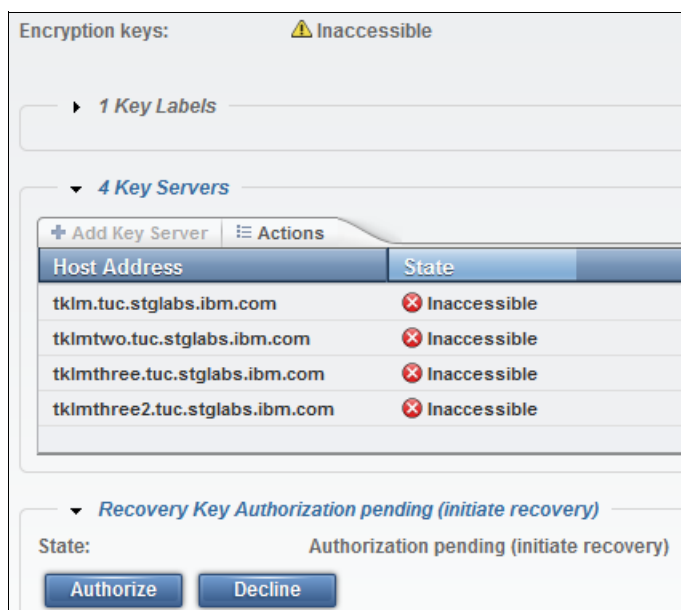 Encryption keys: Inaccessible
1 Key Labels
4 Key Servers
Add Key Server Actions
Host Address State
tklm.tuc.stglabs.ibm.com Inaccessible
tklmtwo.tuc.stglabs.ibm.com Inaccessible
tklmthree.tuc.stglabs.ibm.com Inaccessible
tklmthree2.tuc.stglabs.ibm.com Inaccessible
Recovery Key Authorization pending (initiate recovery)
State: Authorization pending (initiate recovery)
Authorize Decline